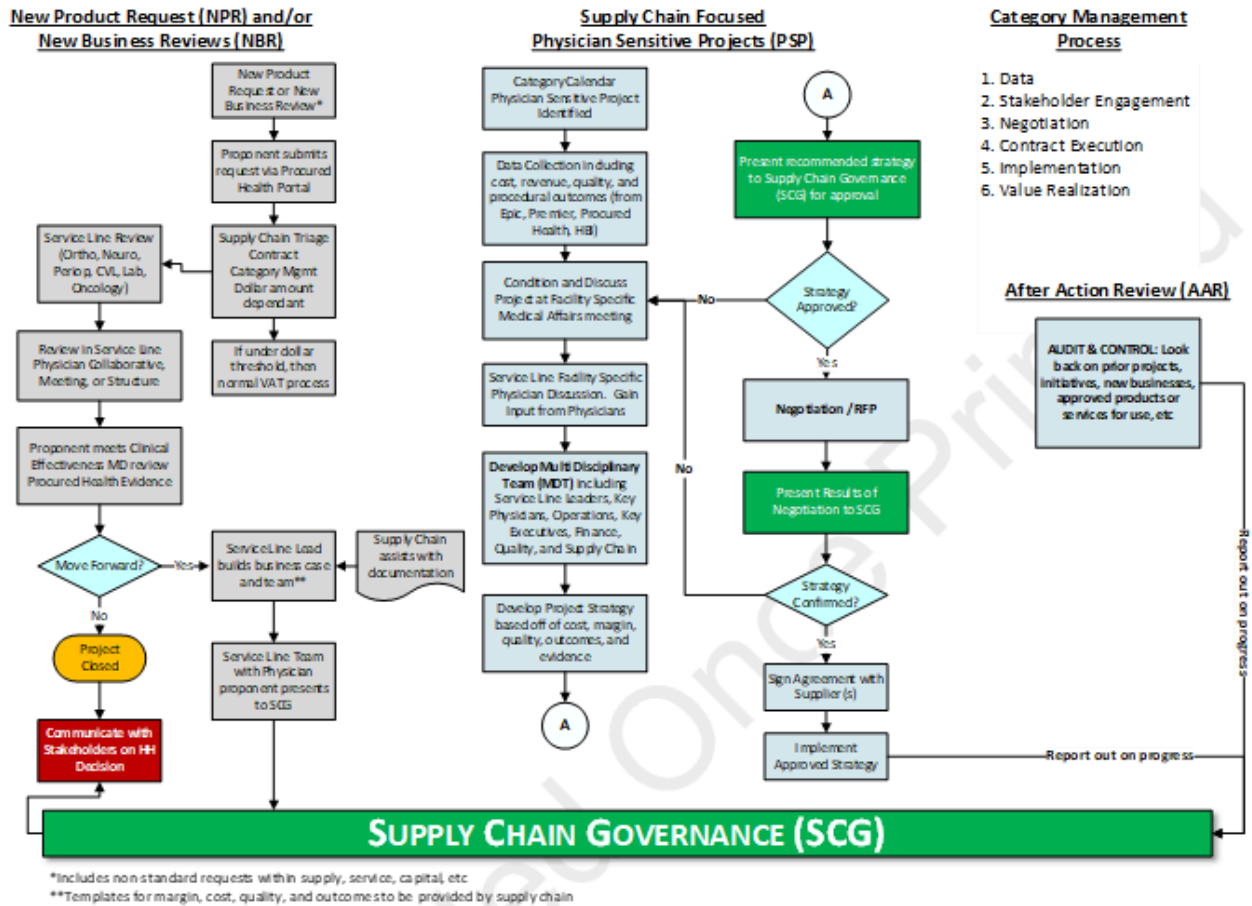 New Product Request (NPR) and/or
New Business Reviews (NBR)
New Product
Request or New
Business Review*
Proponent submits
request via Procured
Health Portal
Service Line Review
(Ortho, Neuro,
Periop, CVL, Lab,
Oncology)
Supply Chain Triage
Contract
Category Mgmt
Dollar amount
dependant
Review in Service Line
Physician Collaborative,
Meeting, or Structure
If under dollar
threshold, then
normal VAT process
Proponent meets Clinical
Effectiveness MD review
Procured Health Evidence
Move Forward?
Yes
Service Line Lead
builds business case
and team**
Supply Chain
assists with
documentation
No
Project
Closed
Service Line Team
with Physician
proponent presents
to SCG
Communicate with
Stakeholders on HH
Decision
Supply Chain Focused
Physician Sensitive Projects (PSP)
Category Calendar
Physician Sensitive Project
Identified
Data Collection including
cost, revenue, quality, and
procedural outcomes (from
Epic, Premier, Procured
Health, HBI)
Condition and Discuss
Project at Facility Specific
Medical Affairs meeting
Service Line Facility Specific
Physician Discussion. Gain
Input from Physicians
Develop Multi Disciplinary
Team (MDT) including
Service Line Leaders, Key
Physicians, Operations, Key
Executives, Finance,
Quality, and Supply Chain
Develop Project Strategy
based off of cost, margin,
quality, outcomes, and
evidence
A
A
Present recommended strategy
to Supply Chain Governance
(SCG) for approval
Strategy
Approved?
No
Yes
Negotiation /RFP
Present Results of
Negotiation to SCG
No
Strategy
Confirmed?
Yes
Sign Agreement with
Supplier(s)
Implement
Approved Strategy
Report out on progress
Category Management
Process
1. Data
2. Stakeholder Engagement
3. Negotiation
4. Contract Execution
5. Implementation
6. Value Realization
After Action Review (AAR)
AUDIT & CONTROL: Look
back on prior projects,
initiatives, new businesses,
approved products or
services for use, etc
Report out on progress
SUPPLY CHAIN GOVERNANCE (SCG)
*Includes non standard requests within supply, service, capital, etc
**Templates for margin, cost, quality, and outcomes to be provided by supply chain